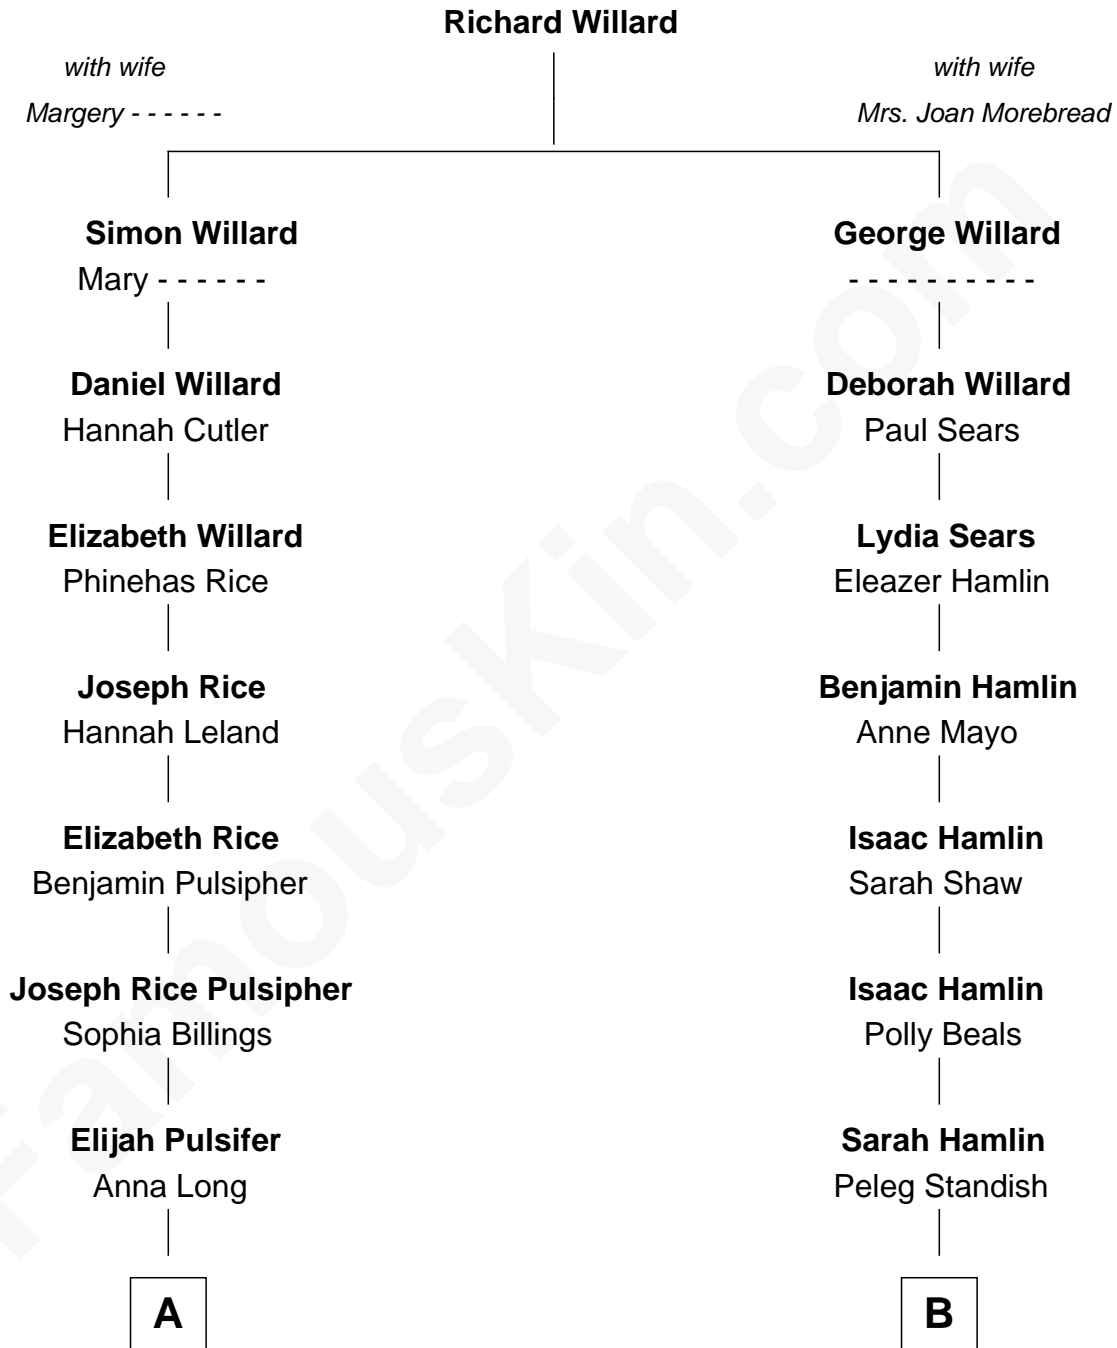 Richard Willard
with wife
Margery - - - - - -
with wife
Mrs. Joan Morebread
Simon Willard
Mary - - - - - -
George Willard
- - - - - - - - - -
Daniel Willard
Hannah Cutler
Deborah Willard
Paul Sears
Elizabeth Willard
Phinehas Rice
Lydia Sears
Eleazer Hamlin
Joseph Rice
Hannah Leland
Benjamin Hamlin
Anne Mayo
Elizabeth Rice
Benjamin Pulsipher
Isaac Hamlin
Sarah Shaw
Joseph Rice Pulsipher
Sophia Billings
Isaac Hamlin
Polly Beals
Elijah Pulsifer
Anna Long
Sarah Hamlin
Peleg Standish
A
B
FamousKin.com